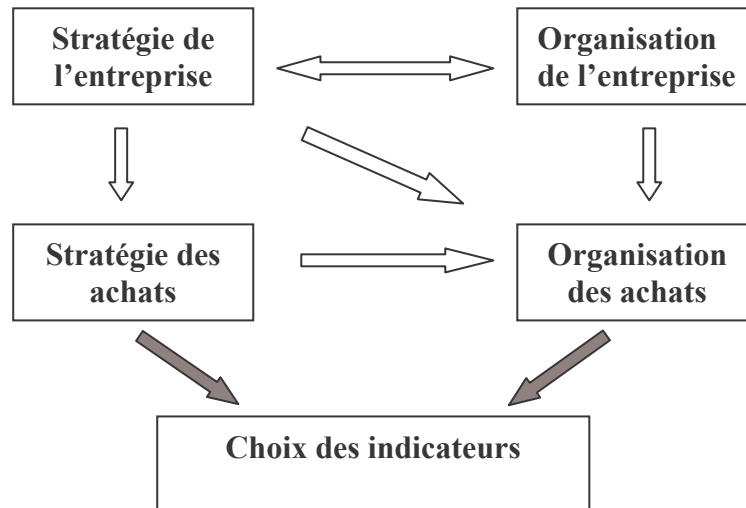 Stratégie de
l’entreprise
Organisation
de l’entreprise
Stratégie des
achats
Organisation
des achats
Choix des indicateurs